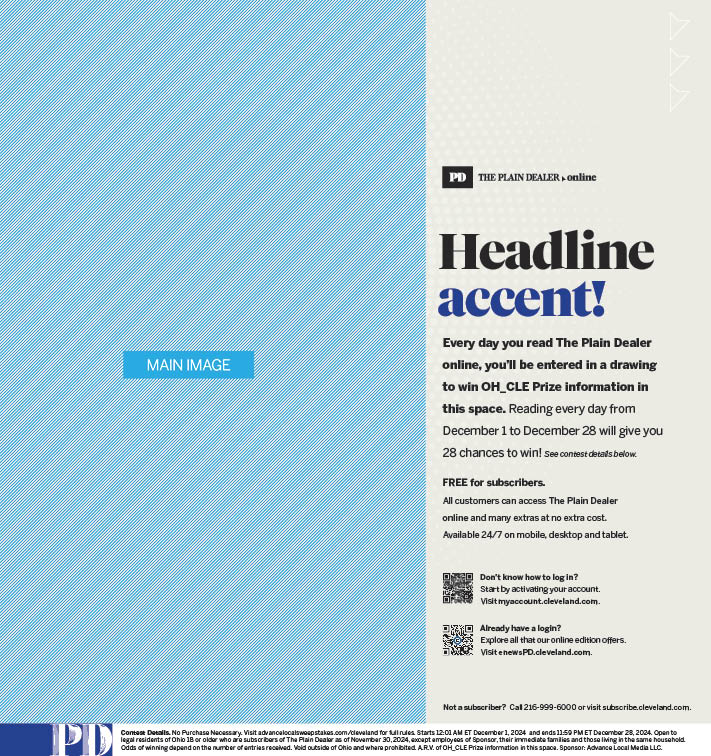 PD THE PLAIN DEALER online
Headline
accent!
MAIN IMAGE
Every day you read The Plain Dealer
online, you'll be entered in a drawing
to win OH_CLE Prize information in
this space. Reading every day from
December 1 to December 28 will give you
28 chances to win! See contest details below.
FREE for subscribers.
All customers can access The Plain Dealer
online and many extras at no extra cost.
Available 24/7 on mobile, desktop and tablet.
Don't know how to log in?
Start by activating your account.
Visit myaccount.cleveland.com.
Already have a login?
Explore all that our online edition offers.
Visit enewsPD.cleveland.com.
Not a subscriber? Call 216-999-6000 or visit subscribe.cleveland.com.
PD
Contest Details. No Purchase Necessary. Visit advancelocalsweepstakes.com/cleveland for full rules. Starts 12:01 AM ET December 1, 2024 and ends 11:59 PM ET December 28, 2024. Open to
legal residents of Ohio 18 or older who are subscribers of The Plain Dealer as of November 30, 2024, except employees of Sponsor, their immediate families and those living in the same household.
Odds of winning depend on the number of entries received. Void outside of Ohio and where prohibited. A.R.V. of OH_CLE Prize information in this space. Sponsor: Advance Local Media LLC.